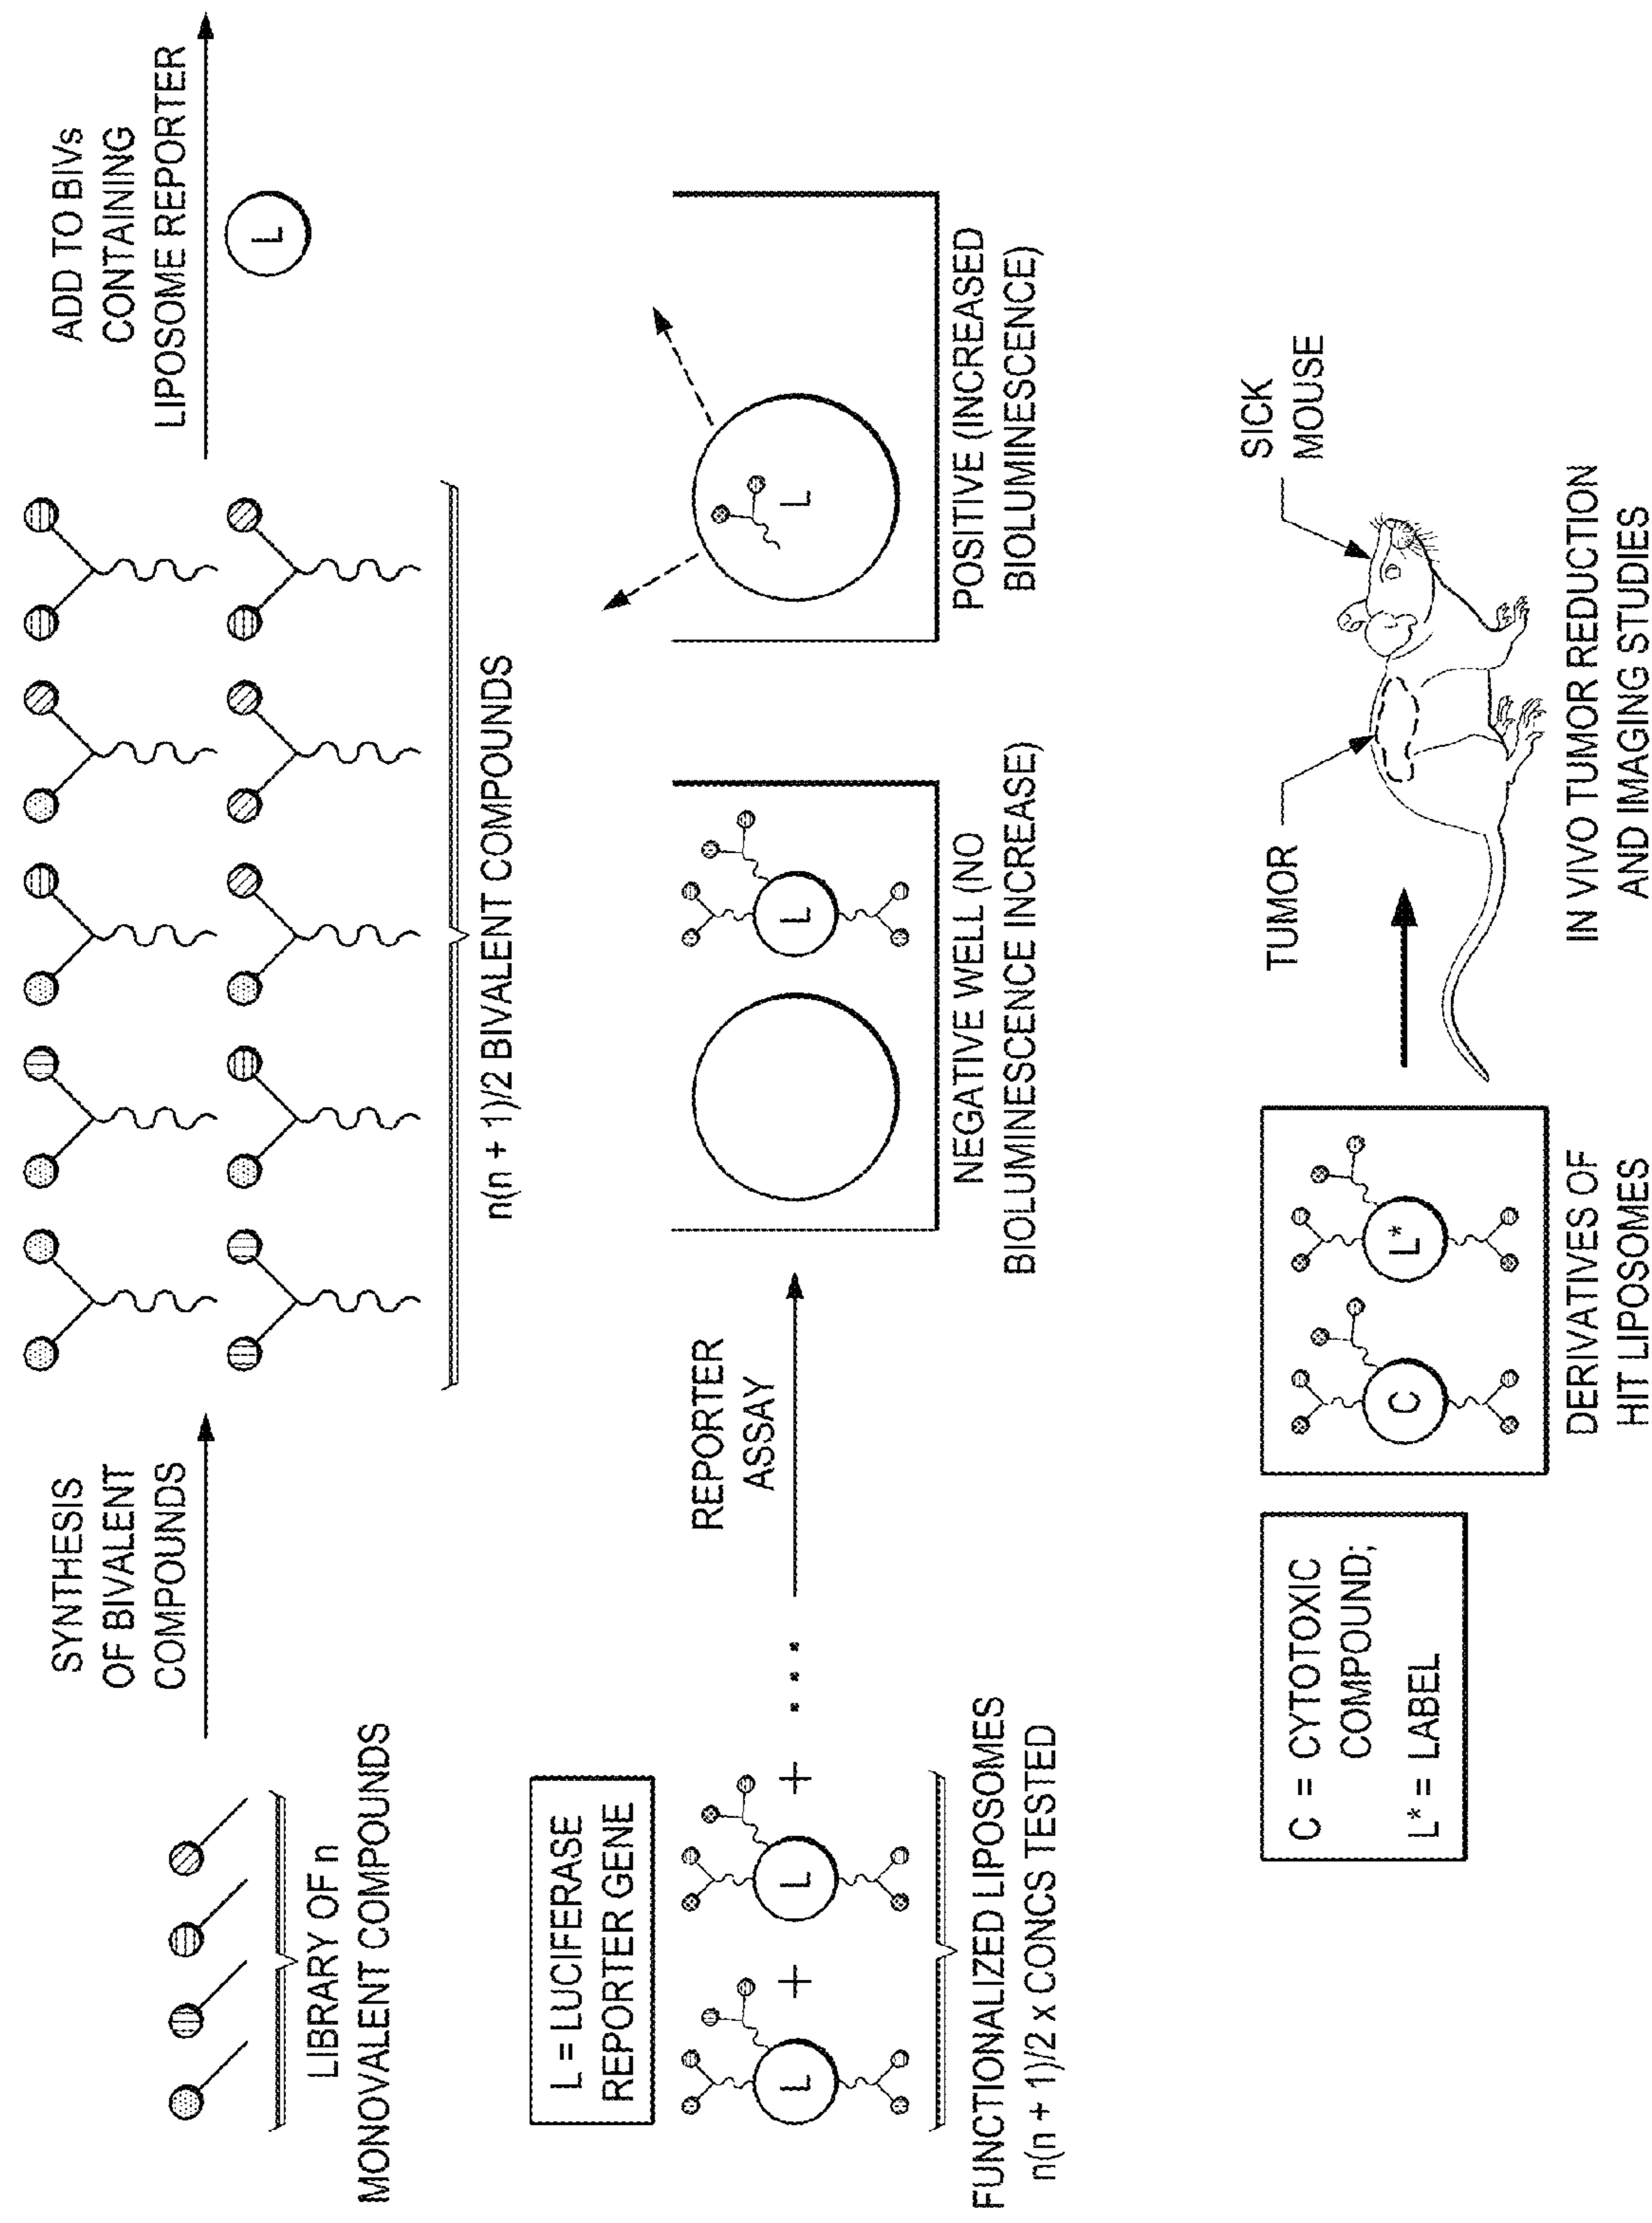 SYNTHESIS
OF BIVALENT
COMPOUNDS
ADD TO BIVs
CONTAINING
LIPOSOME REPORTER
L
LIBRARY OF n
MONOVALENT COMPOUNDS
n(n + 1)/2 BIVALENT COMPOUNDS
L = LUCIFERASE
REPORTER GENE
L
+
L
+
...
REPORTER
ASSAY
L
L
FUNCTIONALIZED LIPOSOMES
n(n + 1)/2 x CONCS TESTED
NEGATIVE WELL (NO
BIOLUMINESCENCE INCREASE)
POSITIVE (INCREASED
BIOLUMINESCENCE)
C = CYTOTOXIC
COMPOUND;
L* = LABEL
C
L*
DERIVATIVES OF
HIT LIPOSOMES
TUMOR
SICK
MOUSE
IN VIVO TUMOR REDUCTION
AND IMAGING STUDIES